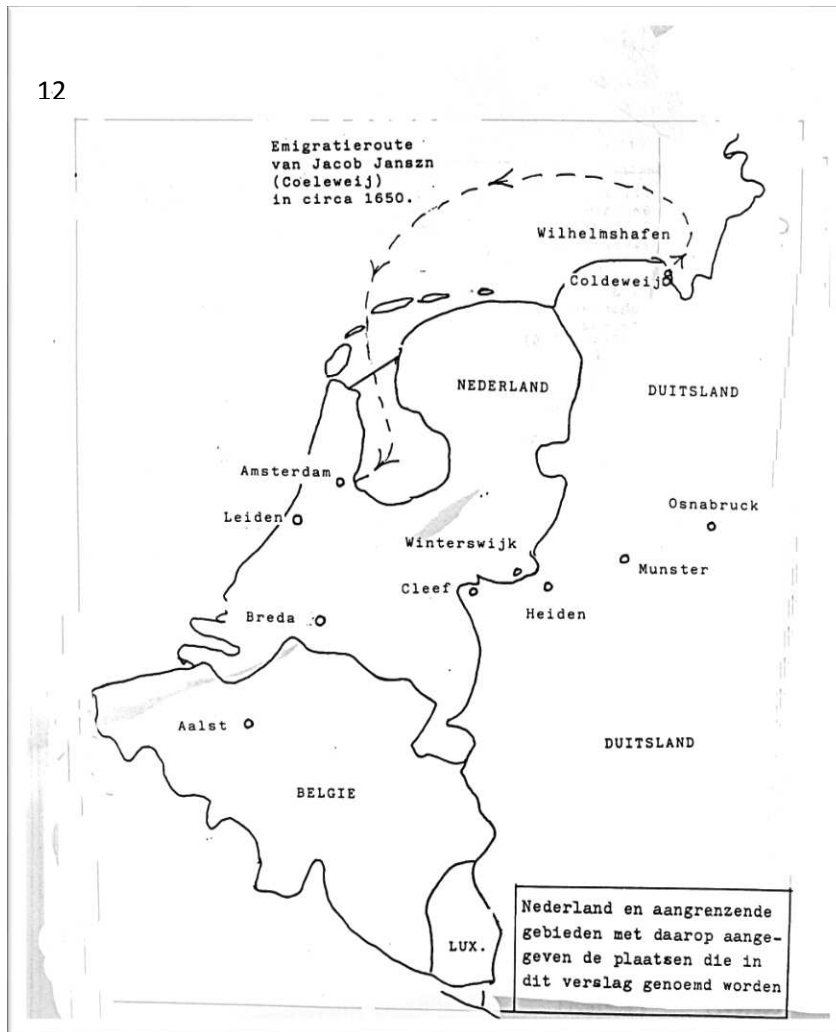 12
Emigratieroute
van Jacob Janszn
(Coeleweij)
in circa 1650.
Wilhelmshafen
Coldeweij
NEDERLAND
DUITSLAND
Amsterdam
Leiden
Osnabruck
Winterswijk
Munster
Cleef
Heiden
Breda
Aalst
DUITSLAND
BELGIE
LUX.
Nederland en aangrenzende
gebieden met daarop aange-
geven de plaatsen die in
dit verslag genoemd worden